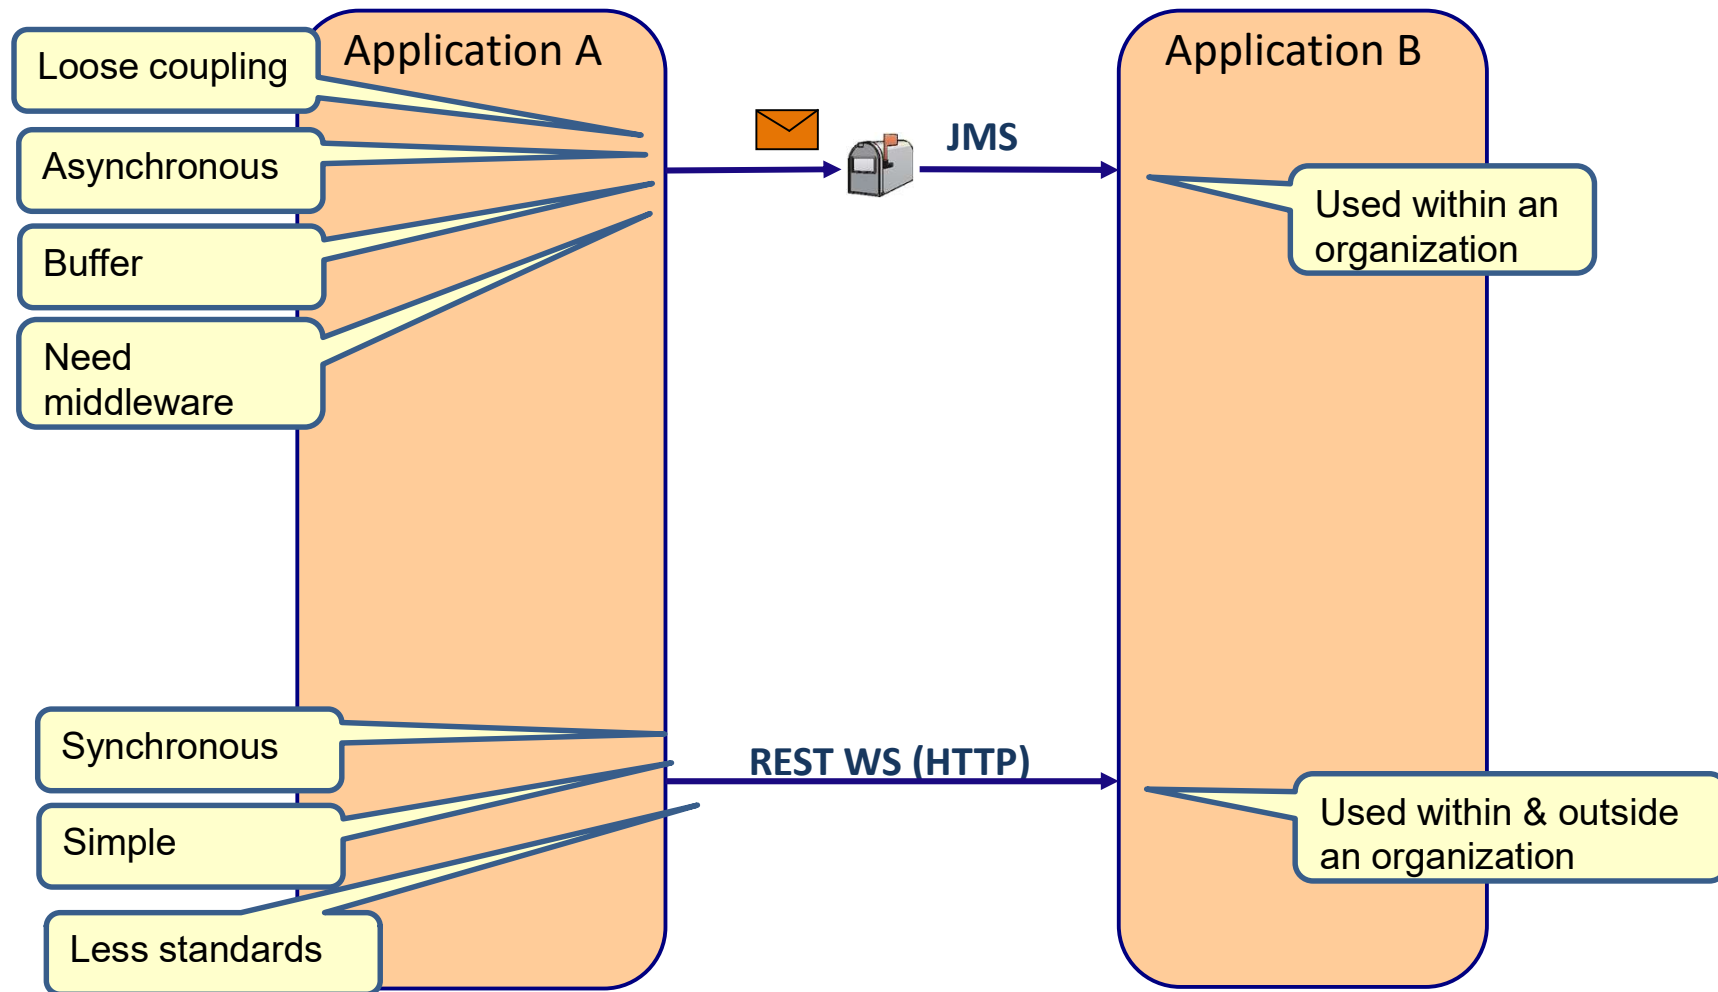 Application A
Application B
Loose coupling
Asynchronous
Buffer
Need
middleware
JMS
Used within an
organization
Synchronous
Simple
Less standards
REST WS (HTTP)
Used within & outside
an organization